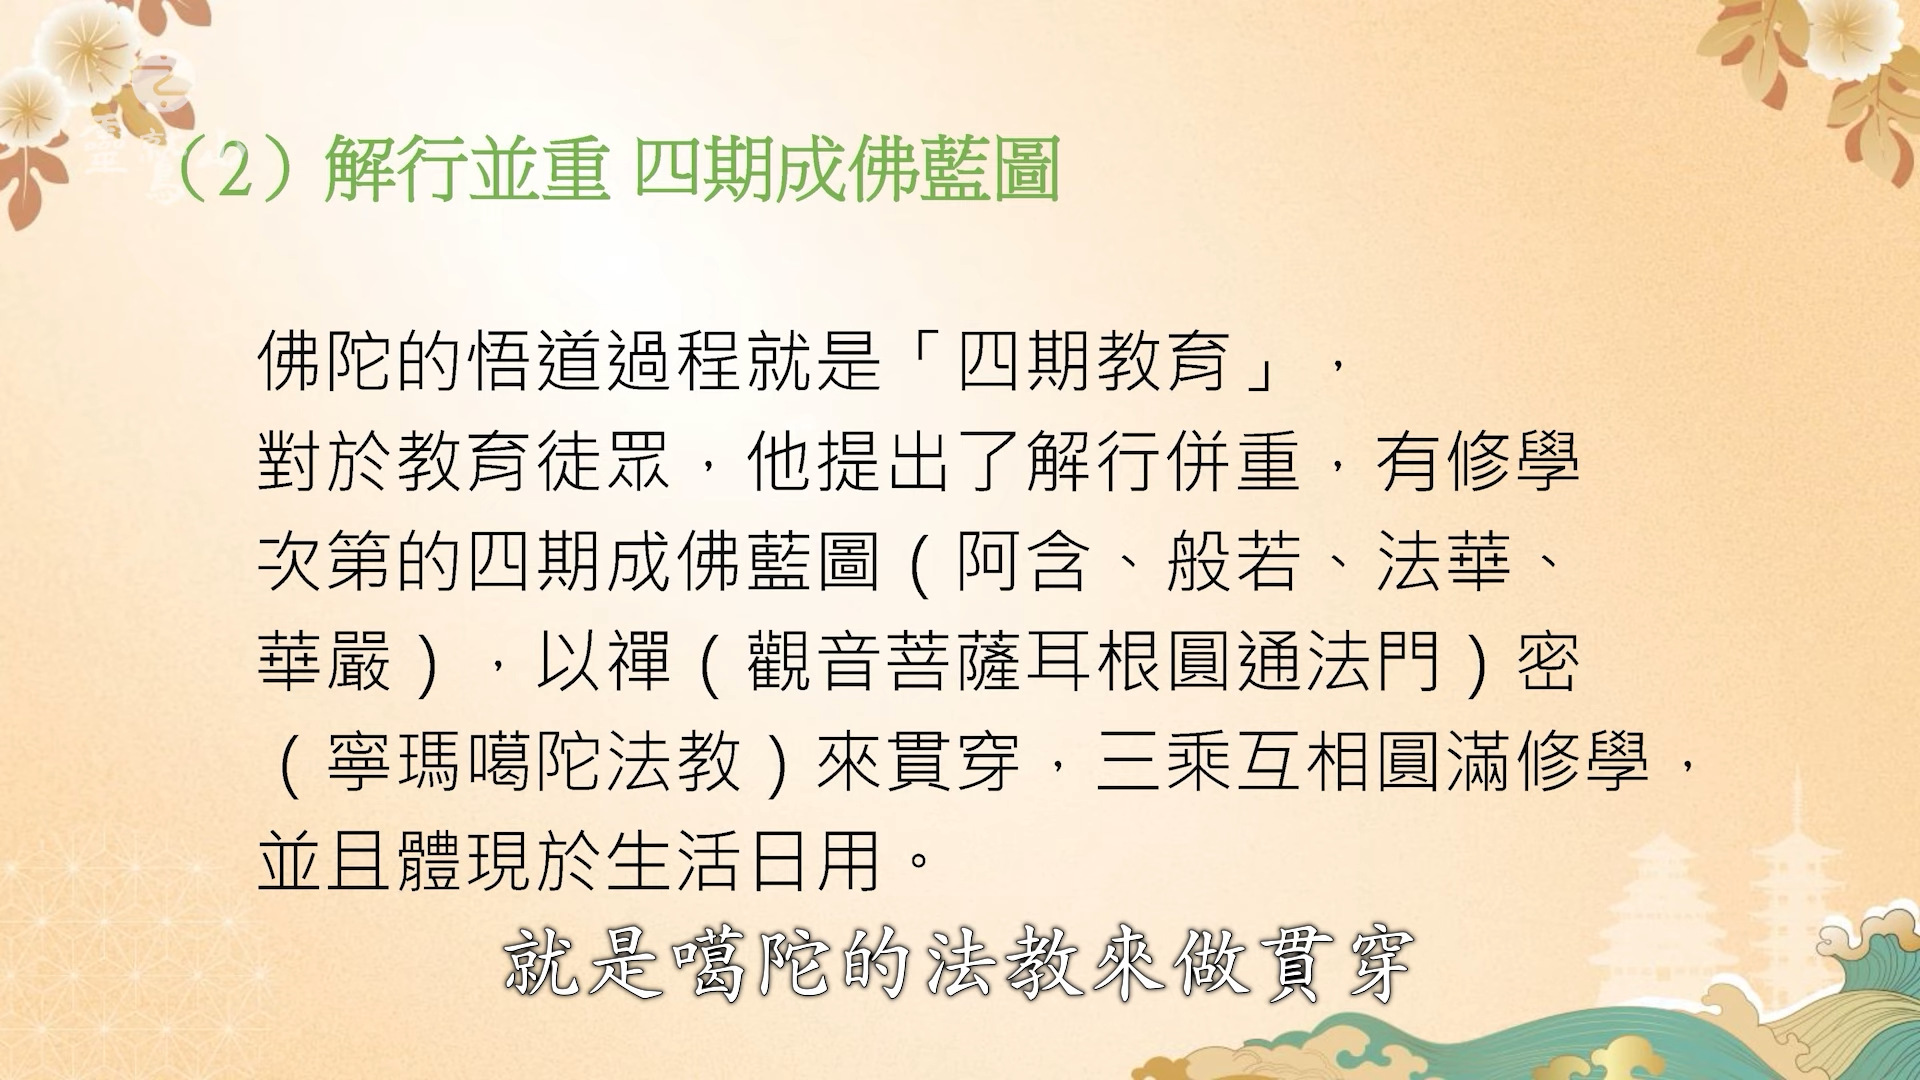 靈鷲山
（2）解行並重 四期成佛藍圖
佛陀的悟道過程就是「四期教育」，
對於教育徒眾，他提出了解行併重，有修學
次第的四期成佛藍圖（阿含、般若、法華、
華嚴），以禪（觀音菩薩耳根圓通法門）密
（寧瑪噶陀法教）來貫穿，三乘互相圓滿修學，
並且體現於生活日用。
就是噶陀的法教來做貫穿